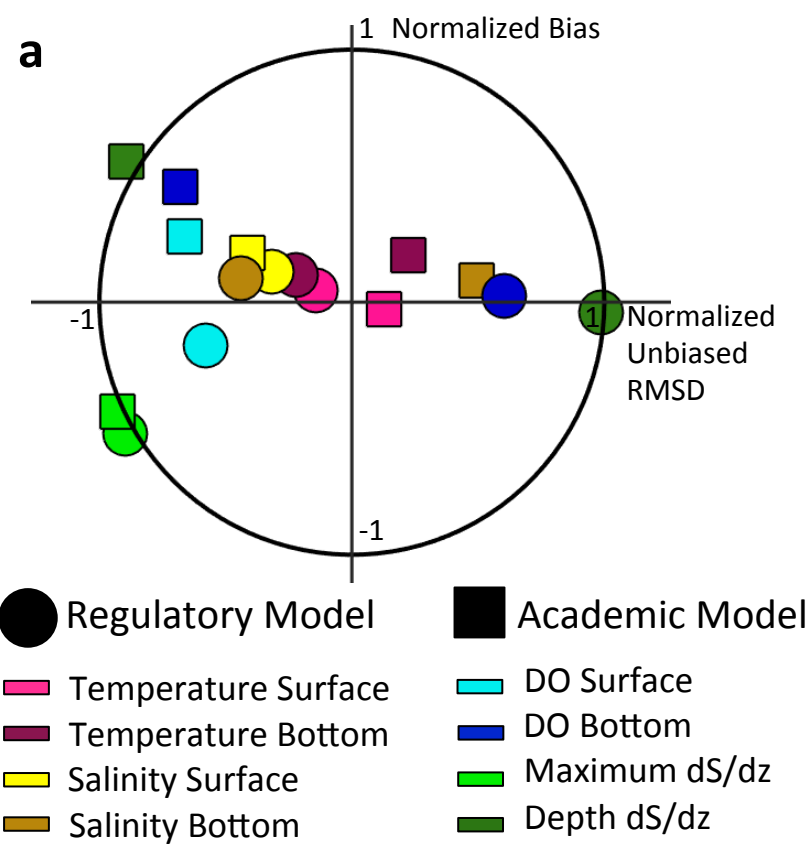 a
1 Normalized Bias
-1
1
Normalized
Unbiased
RMSD
-1
Regulatory Model
Academic Model
Temperature Surface
DO Surface
Temperature Bottom
DO Bottom
Salinity Surface
Maximum dS/dz
Salinity Bottom
Depth dS/dz